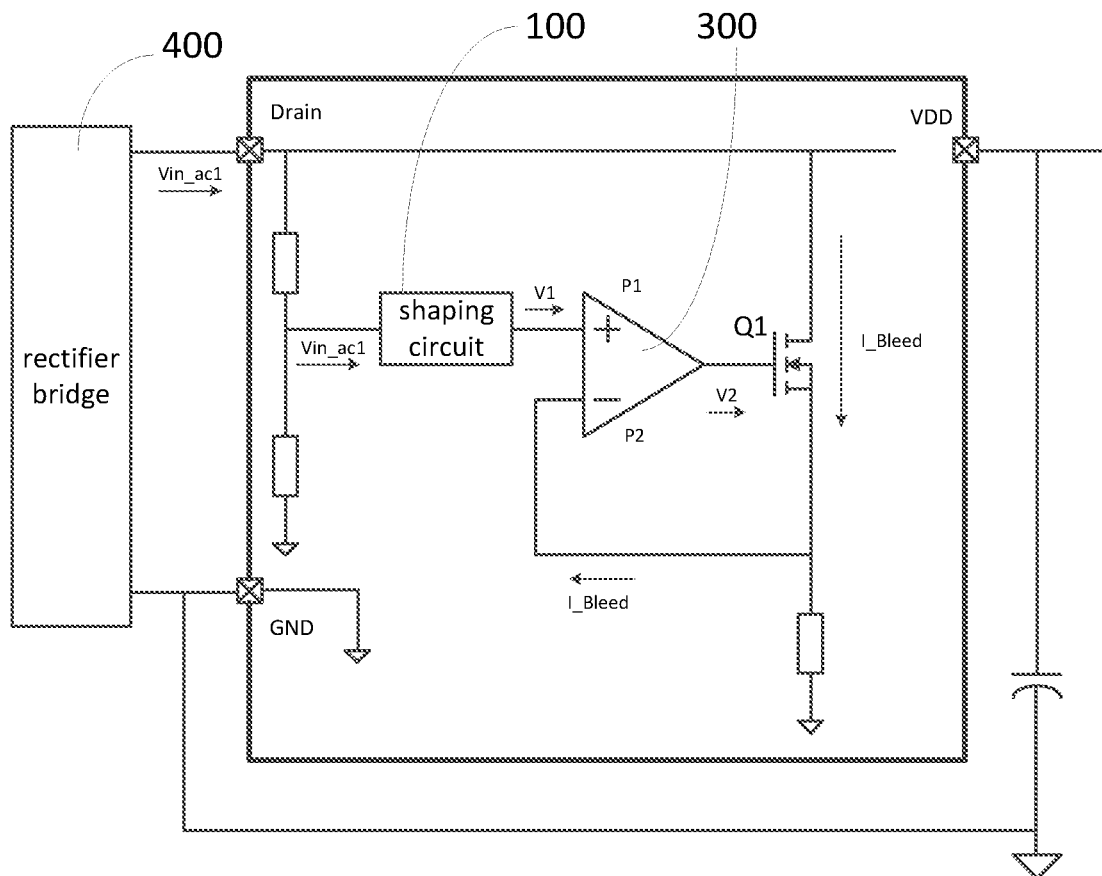 400
100
300
Drain
VDD
Vin_ac1
rectifier
bridge
shaping
circuit
Vin_ac1
V1
P1
+
−
P2
V2
Q1
I_Bleed
I_Bleed
GND